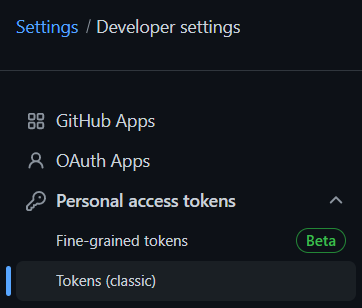 Settings / Developer settings
GitHub Apps
OAuth Apps
Personal access tokens
Fine-grained tokens Beta
Tokens (classic)